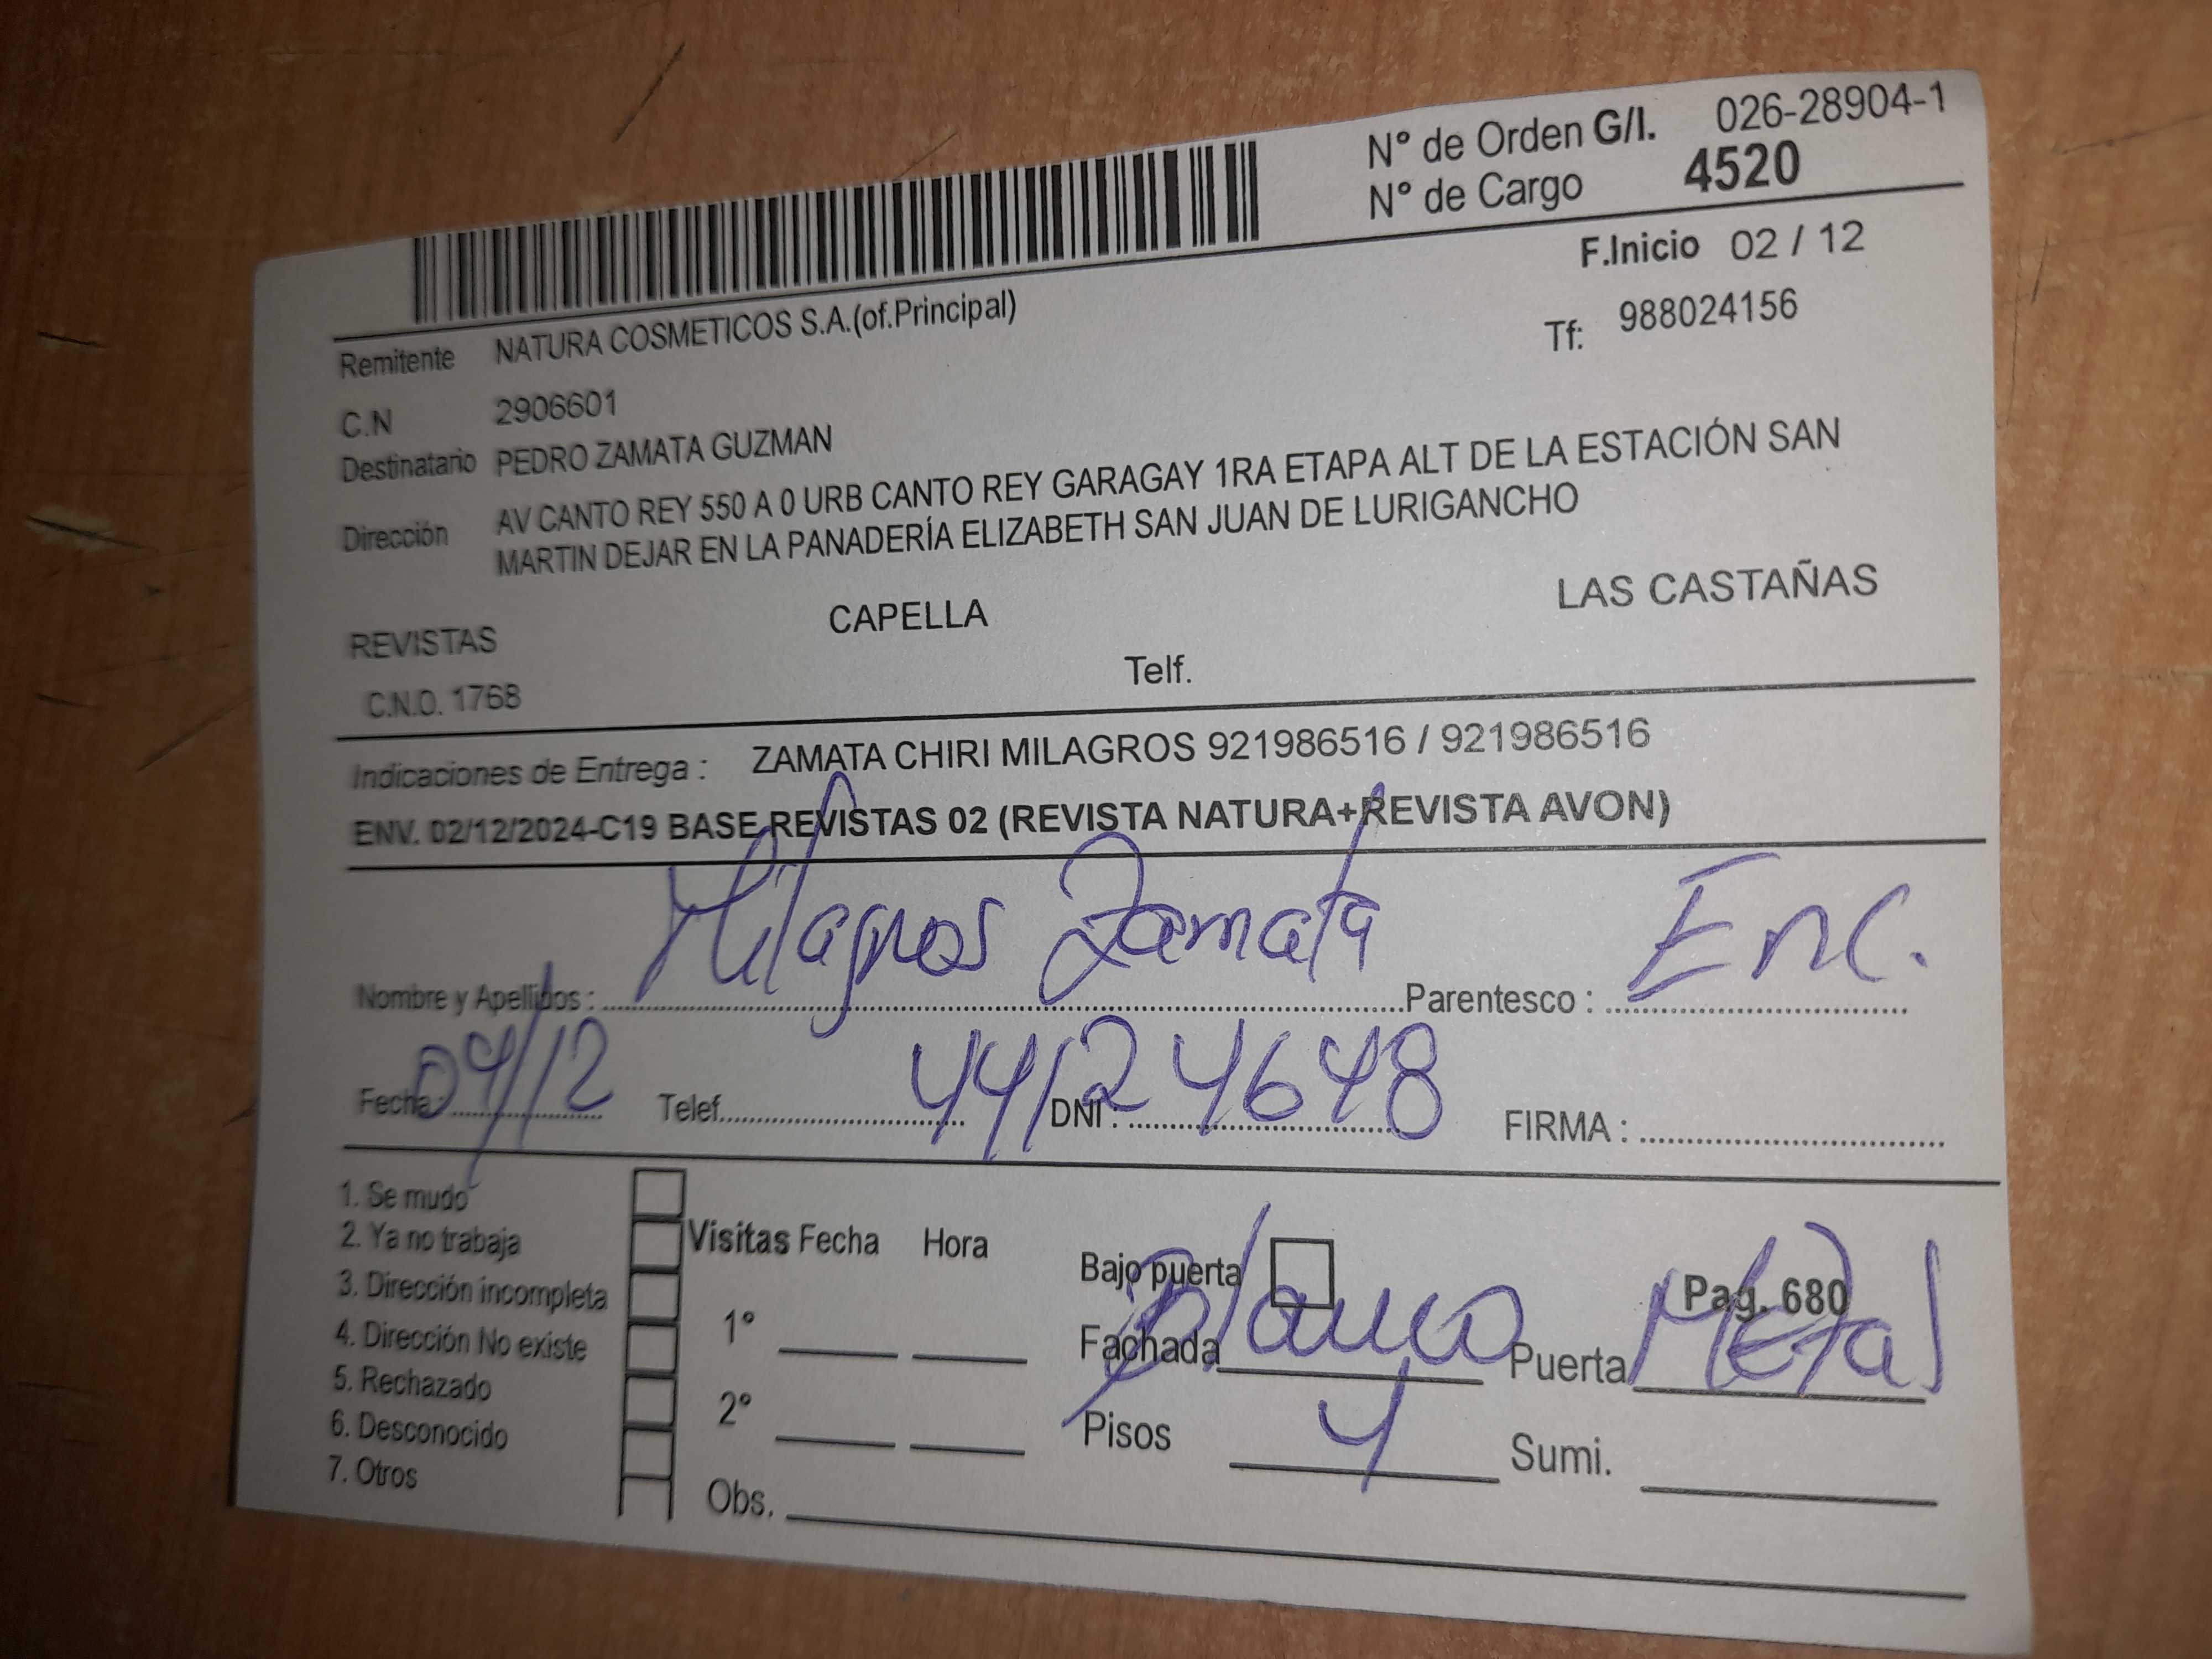 N° de Orden G/I. 026-28904-1
N° de Cargo 4520
F.Inicio 02 / 12
Remitente NATURA COSMETICOS S.A.(of.Principal)
Tf: 988024156
C.N 2906601
Destinatario PEDRO ZAMATA GUZMAN
Dirección AV CANTO REY 550 A 0 URB CANTO REY GARAGAY 1RA ETAPA ALT DE LA ESTACIÓN SAN
MARTIN DEJAR EN LA PANADERÍA ELIZABETH SAN JUAN DE LURIGANCHO
REVISTAS CAPELLA LAS CASTAÑAS
C.N.O. 1768 Telf.
Indicaciones de Entrega : ZAMATA CHIRI MILAGROS 921986516 / 921986516
ENV. 02/12/2024-C19 BASE REVISTAS 02 (REVISTA NATURA+REVISTA AVON)
Nombre y Apellidos : Milagros Zamata Parentesco : Enc.
Fecha : 04/12 Telef. DNI : 44124648 FIRMA :
1. Se mudo
2. Ya no trabaja
3. Dirección incompleta
4. Dirección No existe
5. Rechazado
6. Desconocido
7. Otros
Visitas Fecha Hora
1°
2°
Obs.
Bajo puerta Pag. 680
Fachada blanco Puerta Metal
Pisos 4 Sumi.